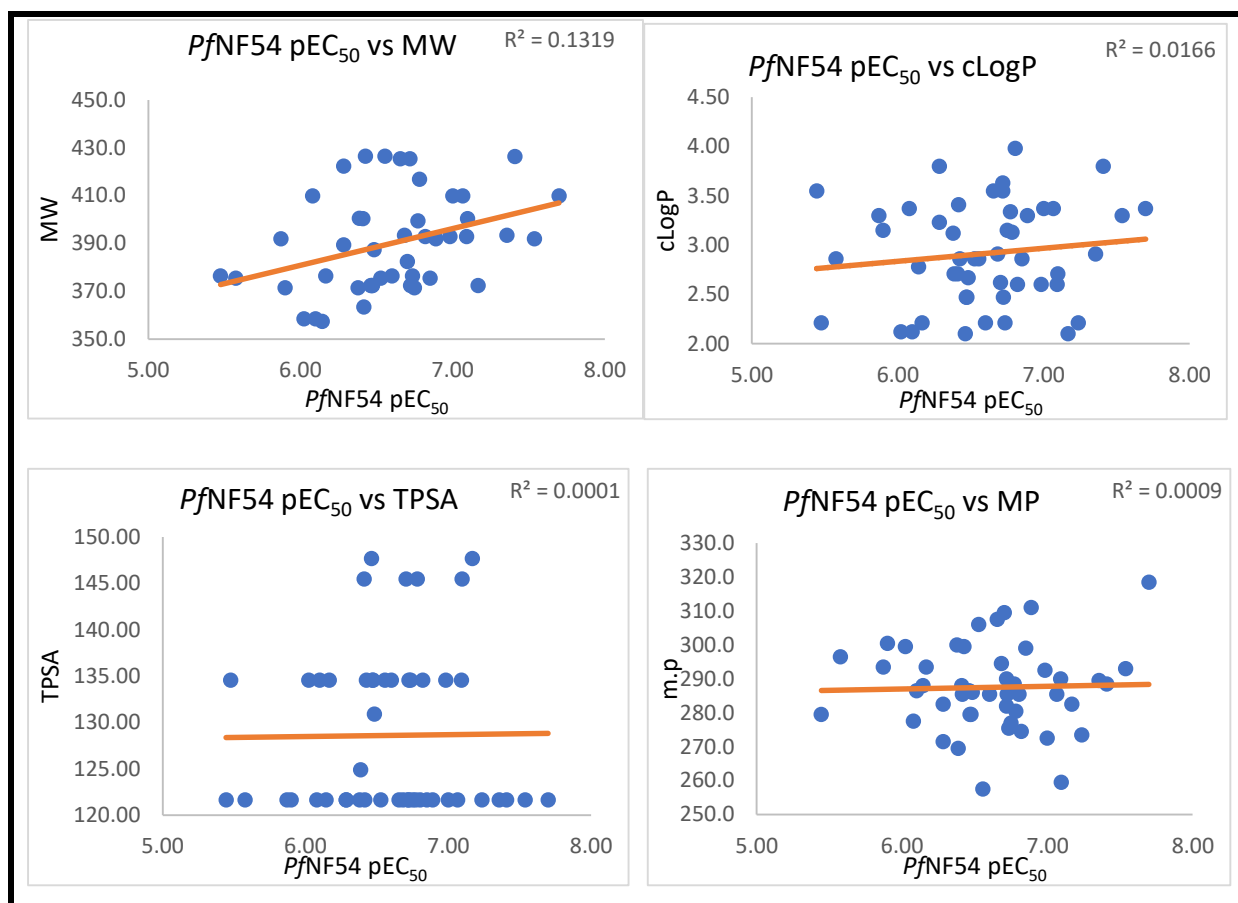 PfNF54 pEC50 vs MW
R² = 0.1319
MW
450.0
430.0
410.0
390.0
370.0
350.0
5.00 6.00 7.00 8.00
PfNF54 pEC50
PfNF54 pEC50 vs cLogP
R² = 0.0166
cLogP
4.50
4.00
3.50
3.00
2.50
2.00
5.00 6.00 7.00 8.00
PfNF54 pEC50
PfNF54 pEC50 vs TPSA
R² = 0.0001
TPSA
150.00
145.00
140.00
135.00
130.00
125.00
120.00
5.00 6.00 7.00 8.00
PfNF54 pEC50
PfNF54 pEC50 vs MP
R² = 0.0009
m.p
330.0
320.0
310.0
300.0
290.0
280.0
270.0
260.0
250.0
5.00 6.00 7.00 8.00
PfNF54 pEC50